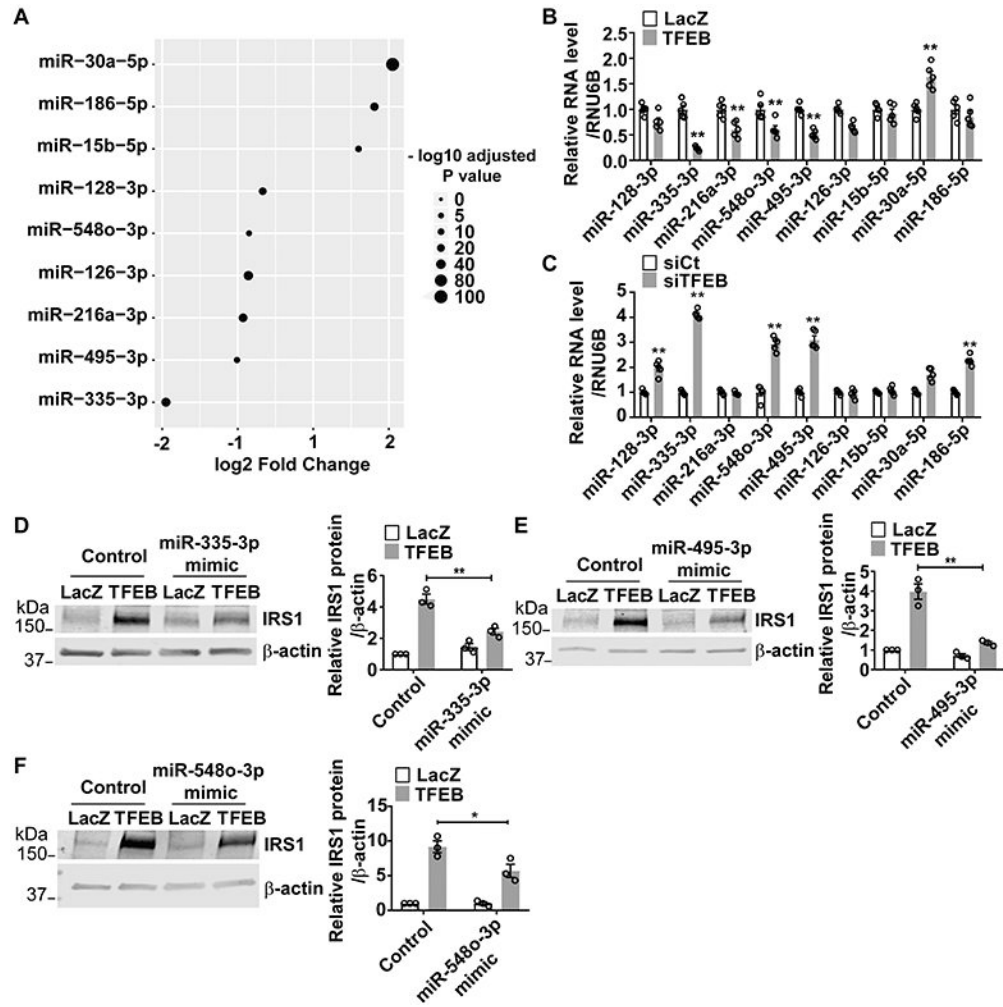 A
miR−30a−5p
miR−186−5p
miR−15b−5p
miR−128−3p
miR−548o−3p
miR−126−3p
miR−216a−3p
miR−495−3p
miR−335−3p
-2
-1
1
2
log2 Fold Change
- log10 adjusted
P value
0
5
10
20
40
80
100
B
LacZ
TFEB
Relative RNA level
/RNU6B
2.5
2.0
1.5
1.0
0.5
0.0
**
**
**
**
**
miR-128-3p
miR-335-3p
miR-216a-3p
miR-548o-3p
miR-495-3p
miR-126-3p
miR-15b-5p
miR-30a-5p
miR-186-5p
C
siCt
siTFEB
Relative RNA level
/RNU6B
5
4
3
2
1
0
**
**
**
**
**
miR-128-3p
miR-335-3p
miR-216a-3p
miR-548o-3p
miR-495-3p
miR-126-3p
miR-15b-5p
miR-30a-5p
miR-186-5p
D
Control
miR-335-3p
mimic
LacZ TFEB LacZ TFEB
kDa
150
37
IRS1
β-actin
LacZ
TFEB
Relative IRS1 protein
/β-actin
6
4
2
0
**
Control
miR-335-3p
mimic
E
Control
miR-495-3p
mimic
LacZ TFEB LacZ TFEB
kDa
150
37
IRS1
β-actin
LacZ
TFEB
Relative IRS1 protein
/β-actin
5
4
3
2
1
0
**
Control
miR-495-3p
mimic
F
Control
miR-548o-3p
mimic
LacZ TFEB LacZ TFEB
kDa
150
37
IRS1
β-actin
LacZ
TFEB
Relative IRS1 protein
/β-actin
15
10
5
0
*
Control
miR-548o-3p
mimic